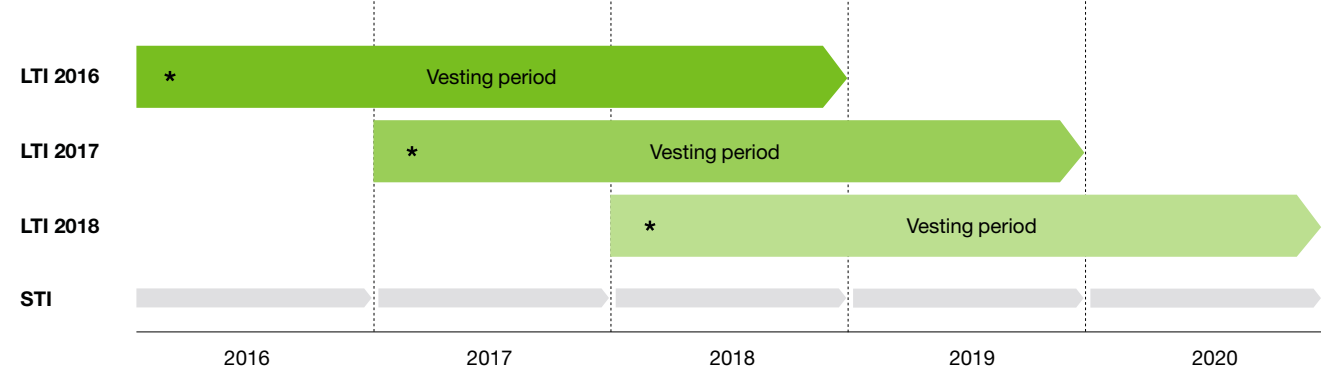 LTI 2016 * Vesting period
LTI 2017 * Vesting period
LTI 2018 * Vesting period
STI
2016 2017 2018 2019 2020